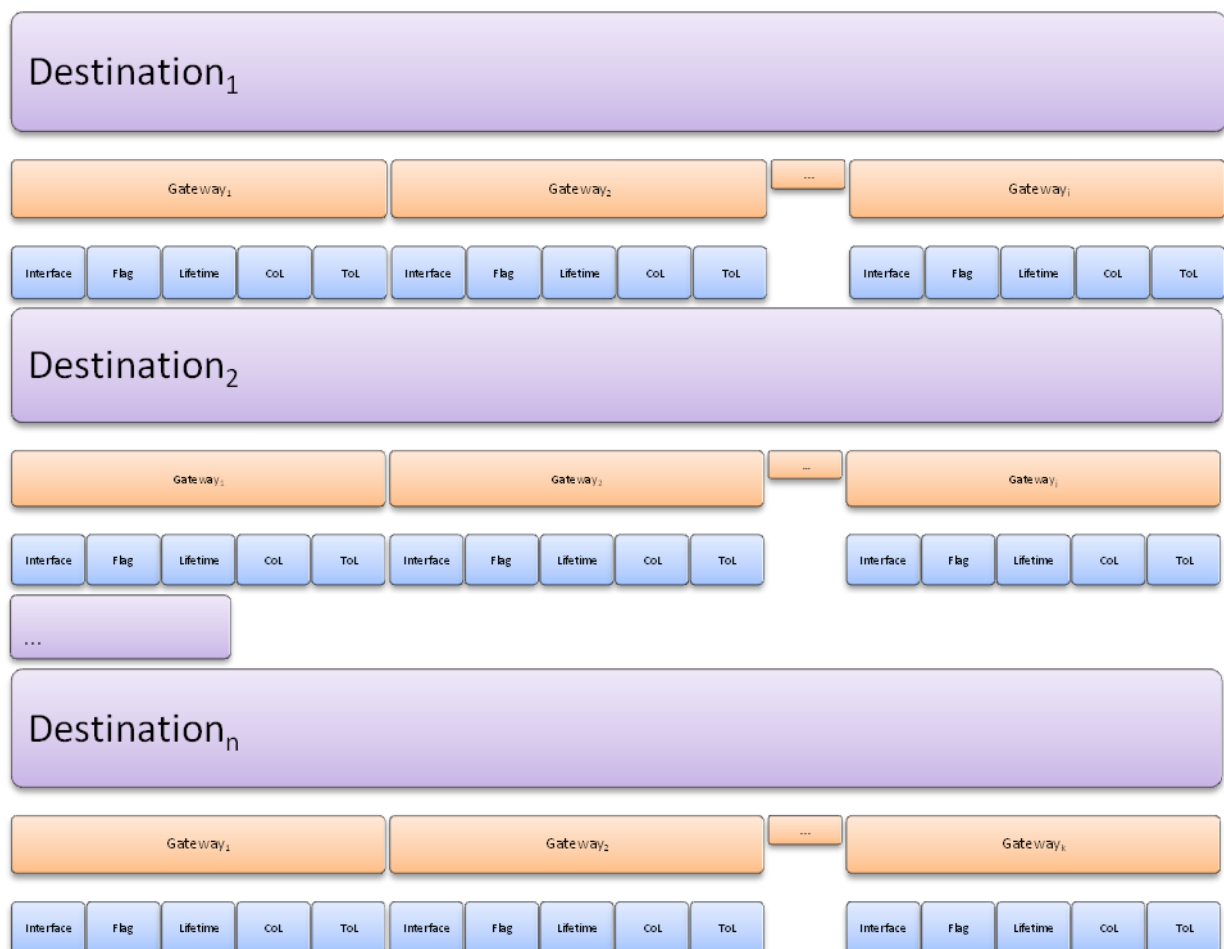 Destination₁
Gateway₁ Gateway₂ ... Gatewayᵢ
Interface Flag Lifetime CoL ToL Interface Flag Lifetime CoL ToL Interface Flag Lifetime CoL ToL
Destination₂
Gateway₁ Gateway₂ ... Gatewayⱼ
Interface Flag Lifetime CoL ToL Interface Flag Lifetime CoL ToL Interface Flag Lifetime CoL ToL
...
Destinationₙ
Gateway₁ Gateway₂ ... Gatewayₖ
Interface Flag Lifetime CoL ToL Interface Flag Lifetime CoL ToL Interface Flag Lifetime CoL ToL